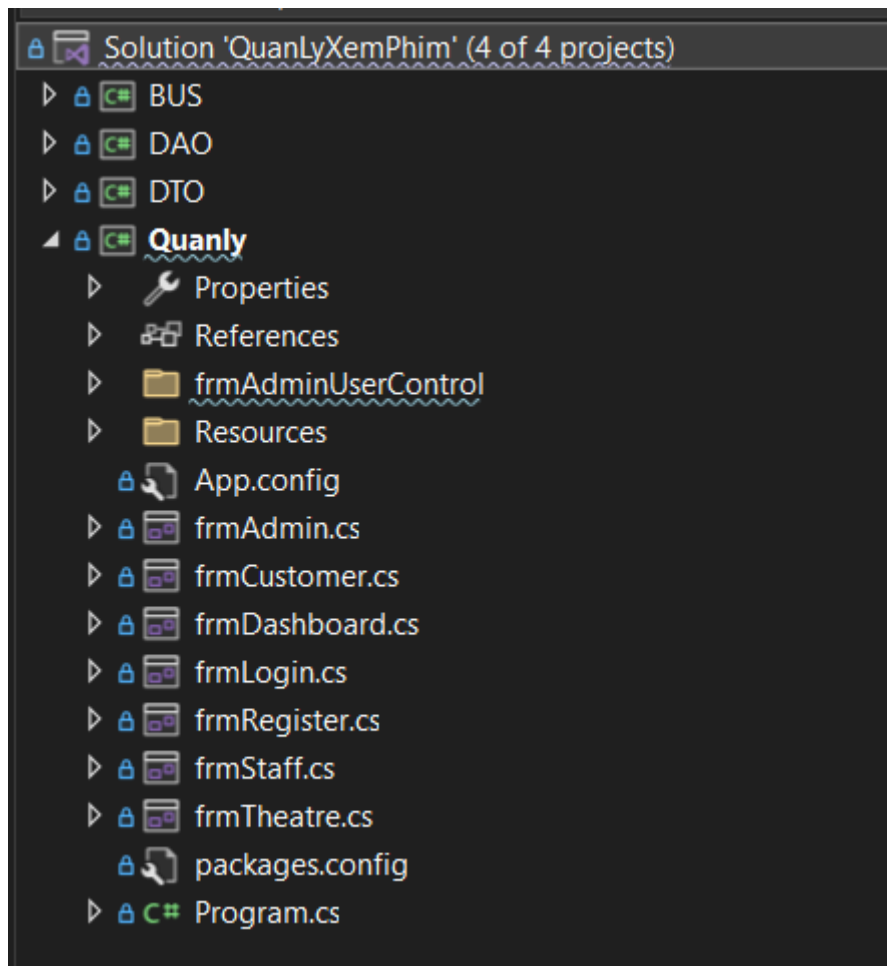 Solution 'QuanLyXemPhim' (4 of 4 projects)
C# BUS
C# DAO
C# DTO
C# Quanly
Properties
References
frmAdminUserControl
Resources
App.config
frmAdmin.cs
frmCustomer.cs
frmDashboard.cs
frmLogin.cs
frmRegister.cs
frmStaff.cs
frmTheatre.cs
packages.config
C# Program.cs